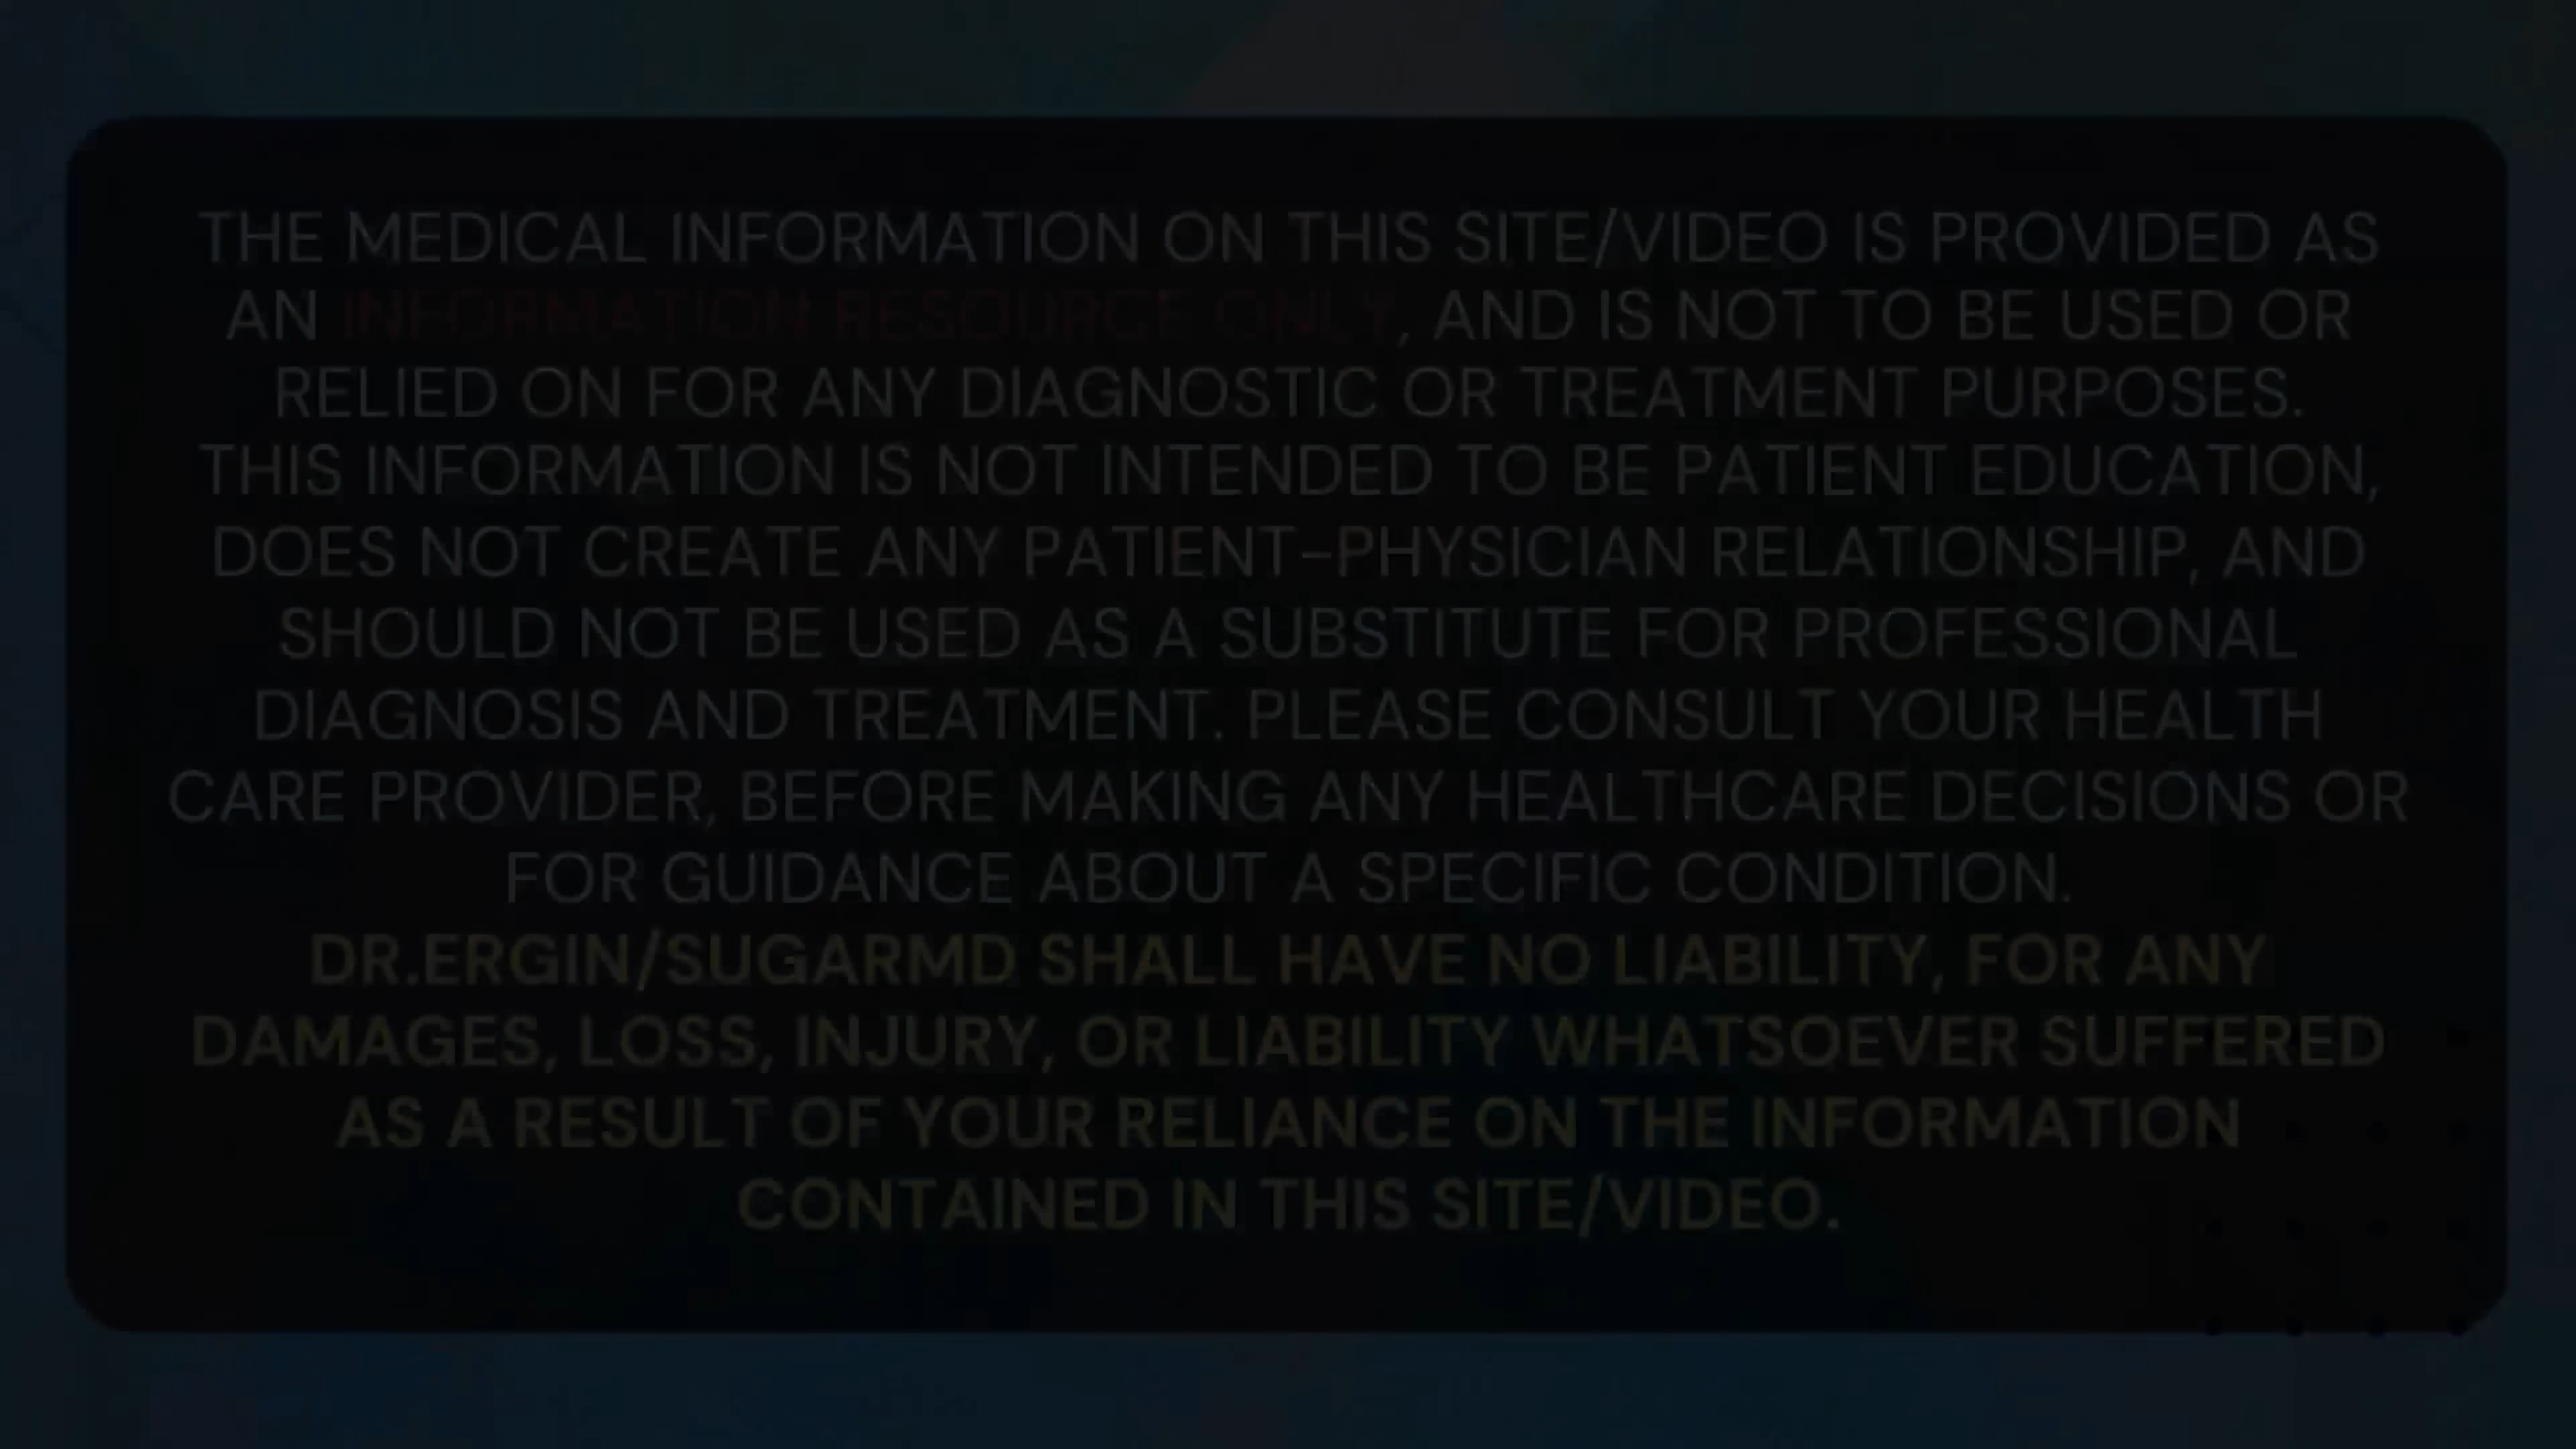 THE MEDICAL INFORMATION ON THIS SITE/VIDEO IS PROVIDED AS
AN INFORMATION RESOURCE ONLY, AND IS NOT TO BE USED OR
RELIED ON FOR ANY DIAGNOSTIC OR TREATMENT PURPOSES.
THIS INFORMATION IS NOT INTENDED TO BE PATIENT EDUCATION,
DOES NOT CREATE ANY PATIENT-PHYSICIAN RELATIONSHIP, AND
SHOULD NOT BE USED AS A SUBSTITUTE FOR PROFESSIONAL
DIAGNOSIS AND TREATMENT. PLEASE CONSULT YOUR HEALTH
CARE PROVIDER, BEFORE MAKING ANY HEALTHCARE DECISIONS OR
FOR GUIDANCE ABOUT A SPECIFIC CONDITION.
DR.ERGIN/SUGARMD SHALL HAVE NO LIABILITY, FOR ANY
DAMAGES, LOSS, INJURY, OR LIABILITY WHATSOEVER SUFFERED
AS A RESULT OF YOUR RELIANCE ON THE INFORMATION
CONTAINED IN THIS SITE/VIDEO.